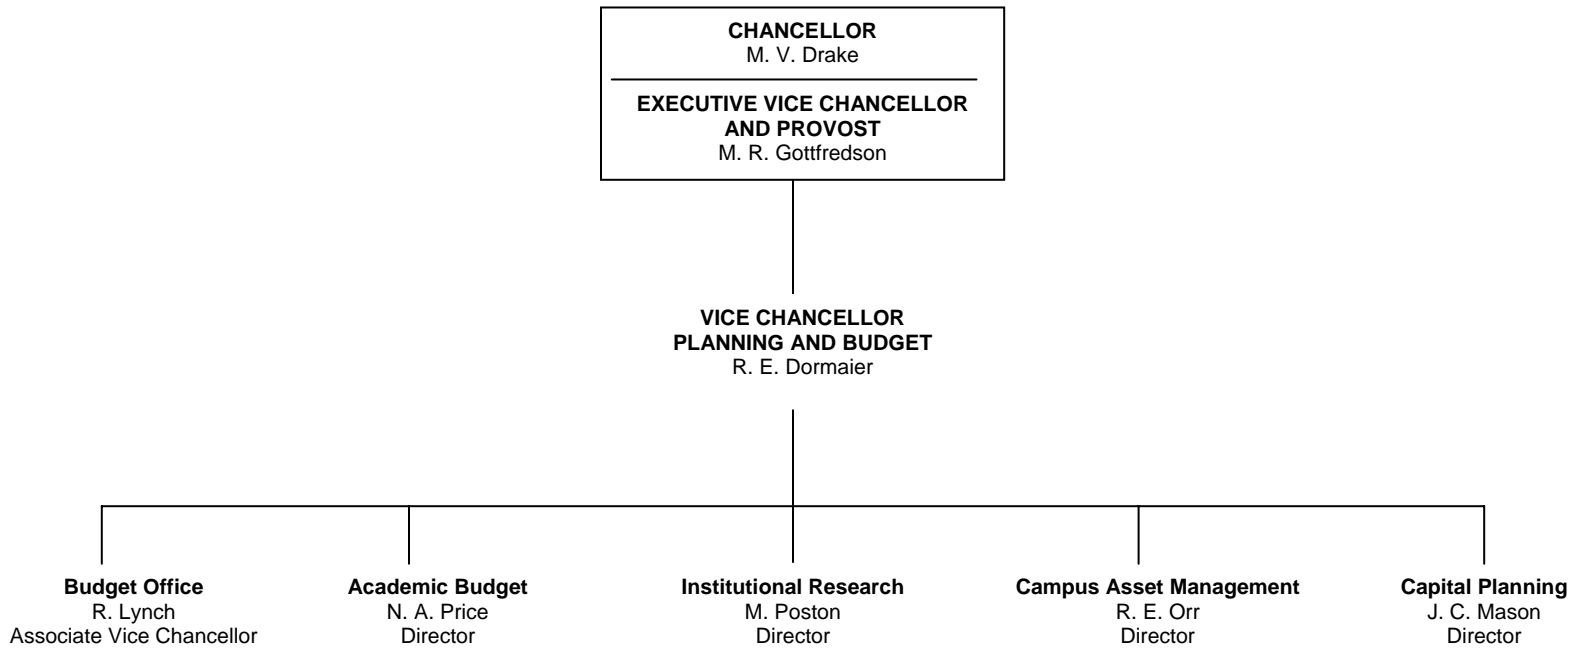 CHANCELLOR
M. V. Drake
EXECUTIVE VICE CHANCELLOR
AND PROVOST
M. R. Gottfredson
VICE CHANCELLOR
PLANNING AND BUDGET
R. E. Dormaier
Budget Office
R. Lynch
Associate Vice Chancellor
Academic Budget
N. A. Price
Director
Institutional Research
M. Poston
Director
Campus Asset Management
R. E. Orr
Director
Capital Planning
J. C. Mason
Director